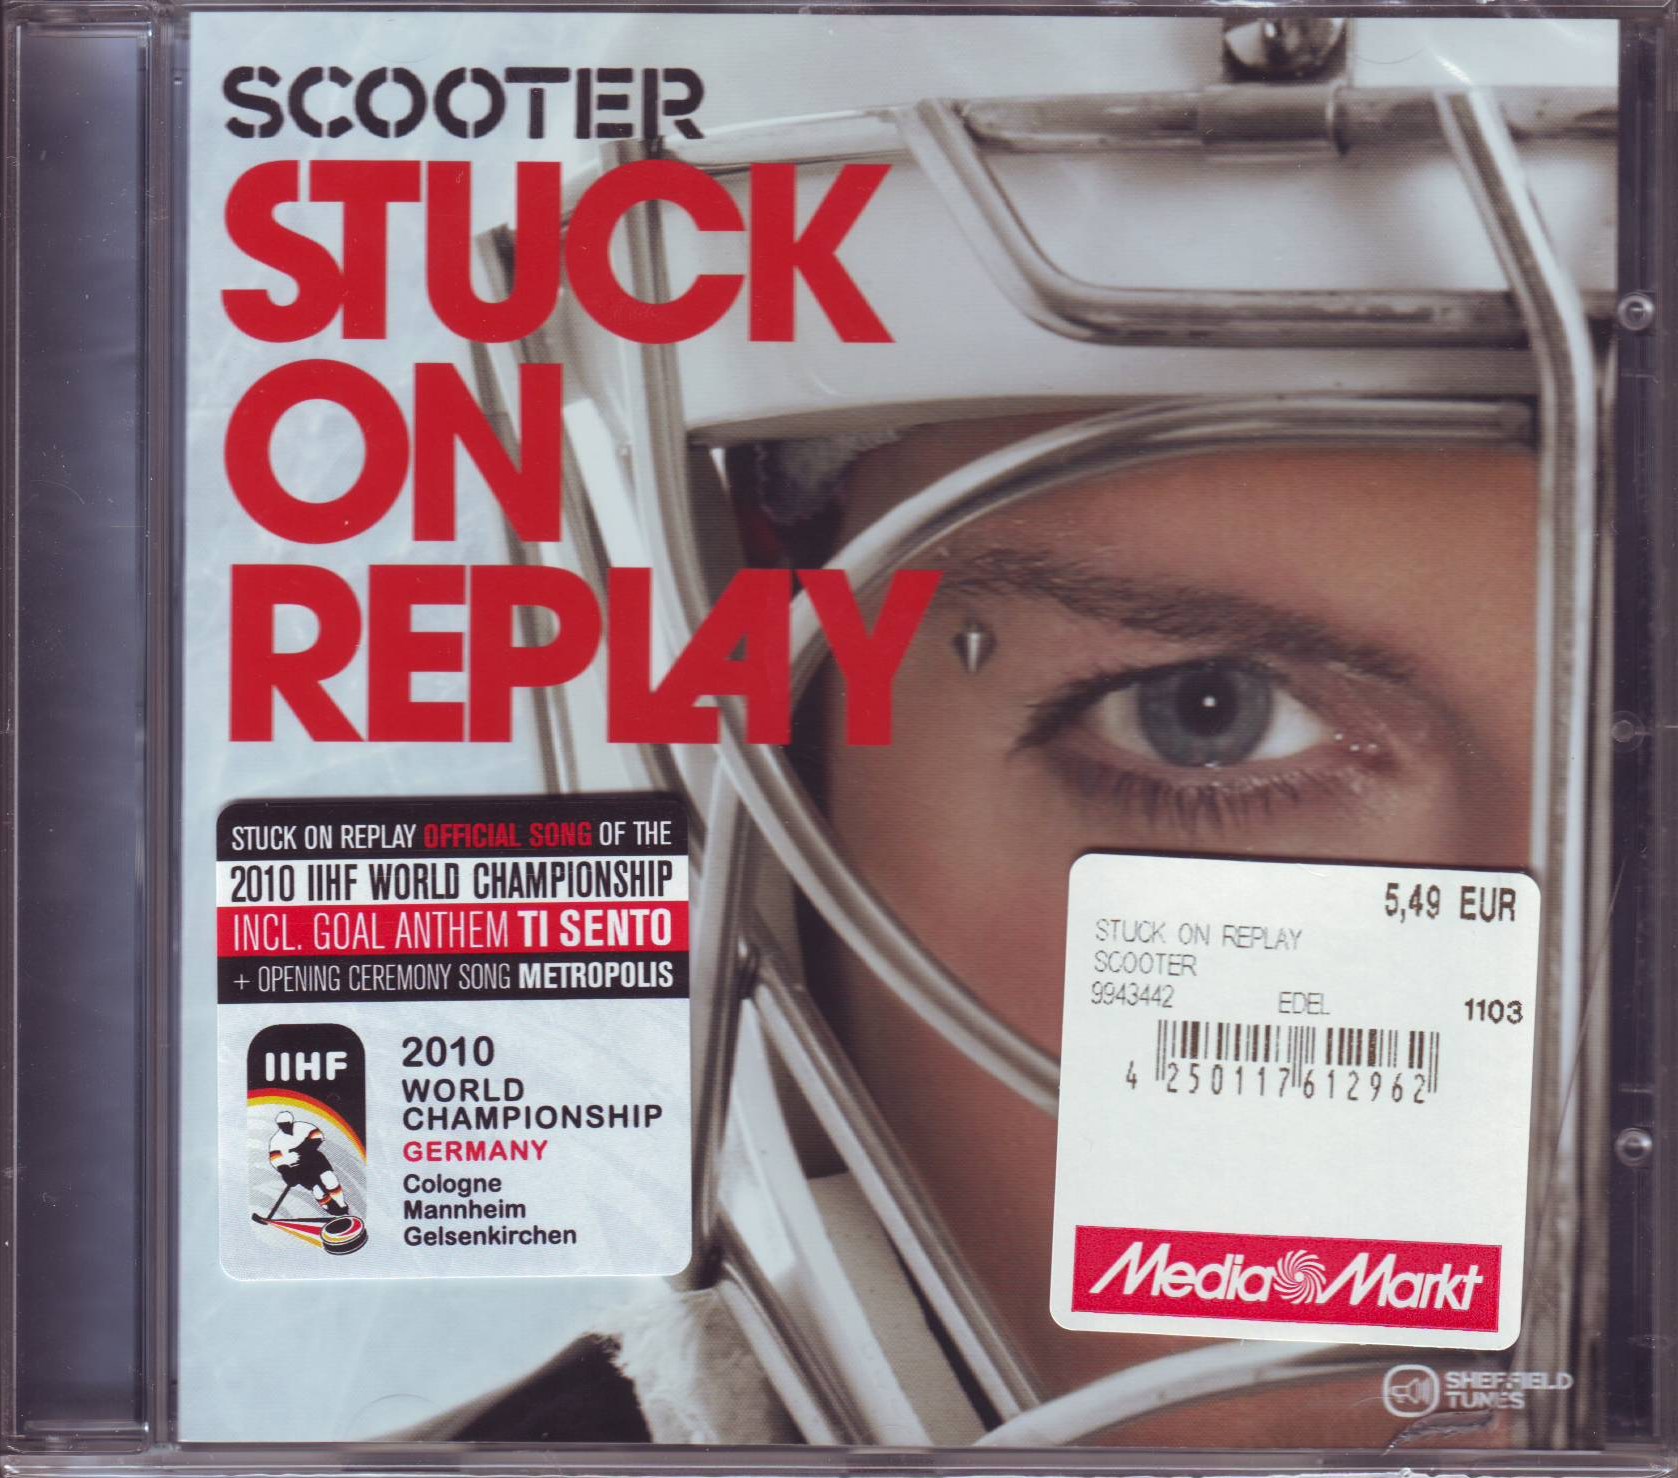 SCOOTER
STUCK
ON
REPLAY
STUCK ON REPLAY OFFICIAL SONG OF THE
2010 IIHF WORLD CHAMPIONSHIP
INCL. GOAL ANTHEM TI SENTO
+ OPENING CEREMONY SONG METROPOLIS
IIHF
2010
WORLD
CHAMPIONSHIP
GERMANY
Cologne
Mannheim
Gelsenkirchen
5,49 EUR
STUCK ON REPLAY
SCOOTER
9943442 EDEL 1103
4 250117 612962
Media Markt
SHEFFIELD
TUNES